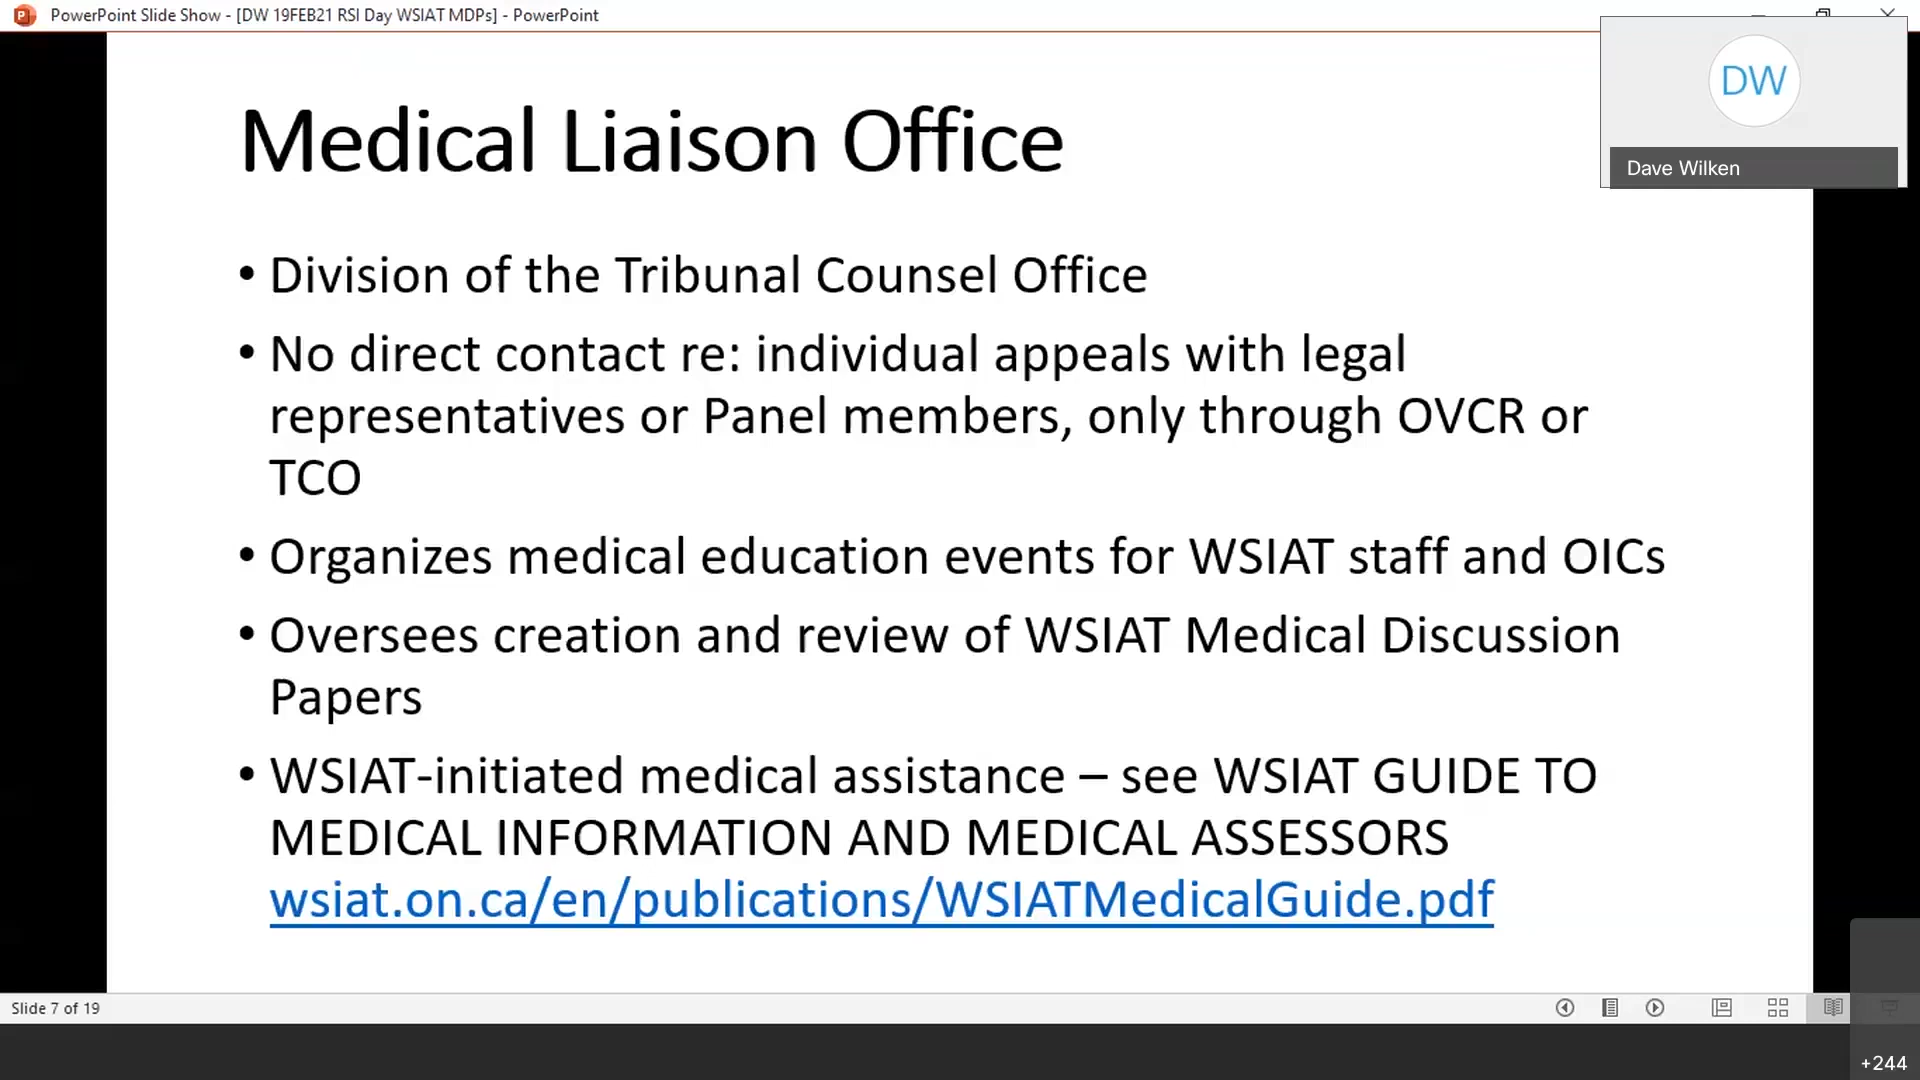 PowerPoint Slide Show - [DW 19FEB21 RSI Day WSIAT MDPs] - PowerPoint
DW
Dave Wilken
Medical Liaison Office
• Division of the Tribunal Counsel Office
• No direct contact re: individual appeals with legal
representatives or Panel members, only through OVCR or
TCO
• Organizes medical education events for WSIAT staff and OICs
• Oversees creation and review of WSIAT Medical Discussion
Papers
• WSIAT-initiated medical assistance – see WSIAT GUIDE TO
MEDICAL INFORMATION AND MEDICAL ASSESSORS
wsiat.on.ca/en/publications/WSIATMedicalGuide.pdf
Slide 7 of 19
+244